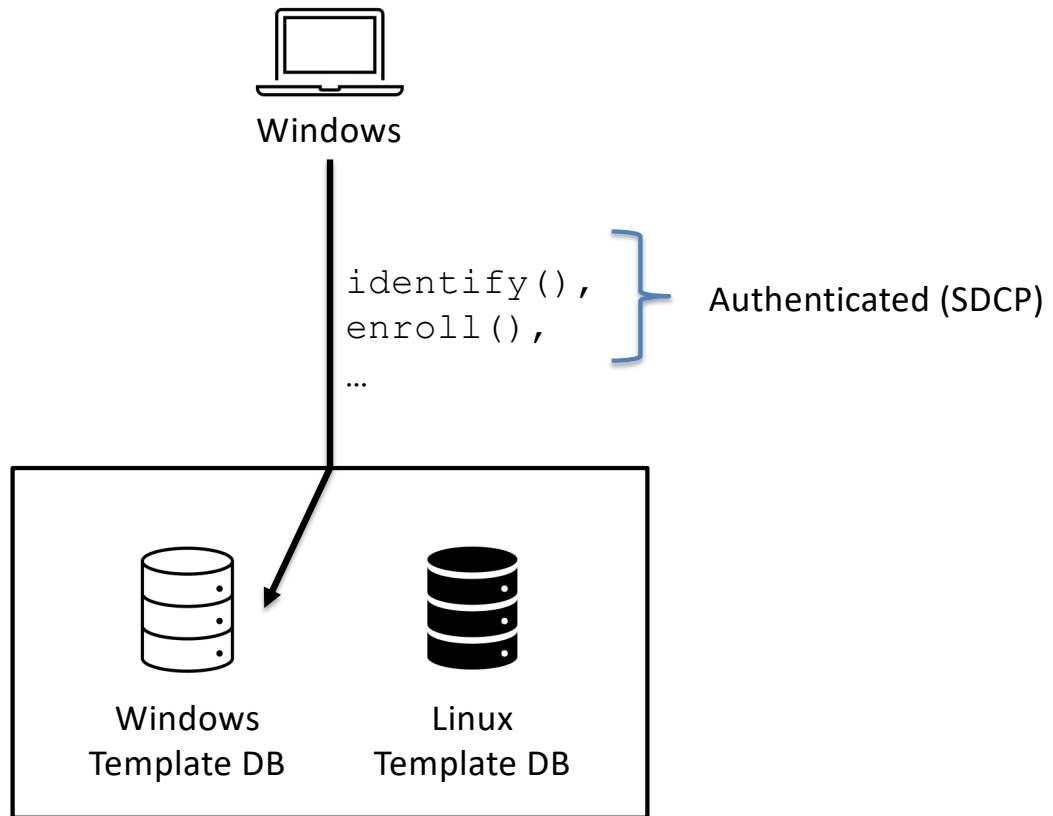 Windows
identify(),
enroll(),
…
Authenticated (SDCP)
Windows
Template DB
Linux
Template DB